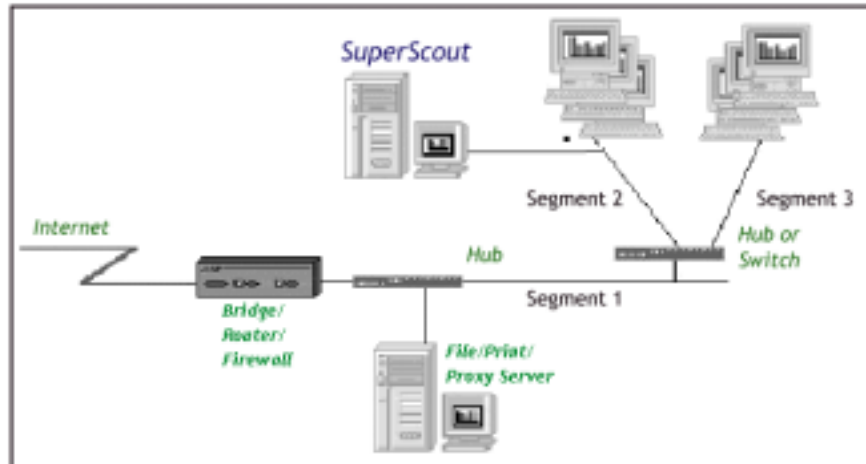 SuperScout
Segment 2
Segment 3
Internet
Hub
Hub or
Switch
Segment 1
Bridge/
Router/
Firewall
File/Print/
Proxy Server